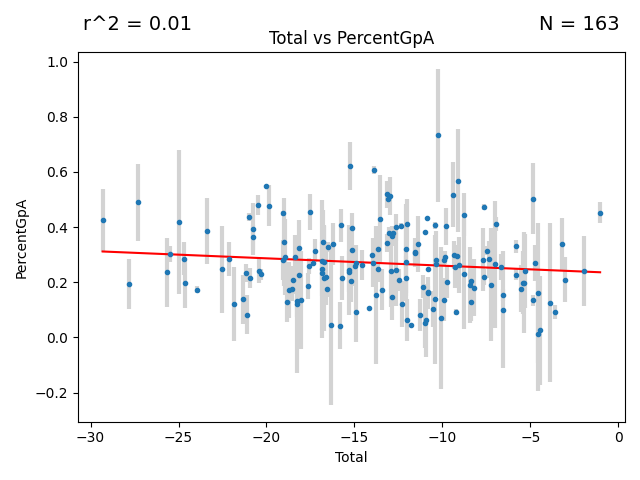 r^2 = 0.01
N = 163
Total vs PercentGpA
1.0
0.8
0.6
0.4
0.2
0.0
−0.2
PercentGpA
−30
−25
−20
−15
−10
−5
0
Total